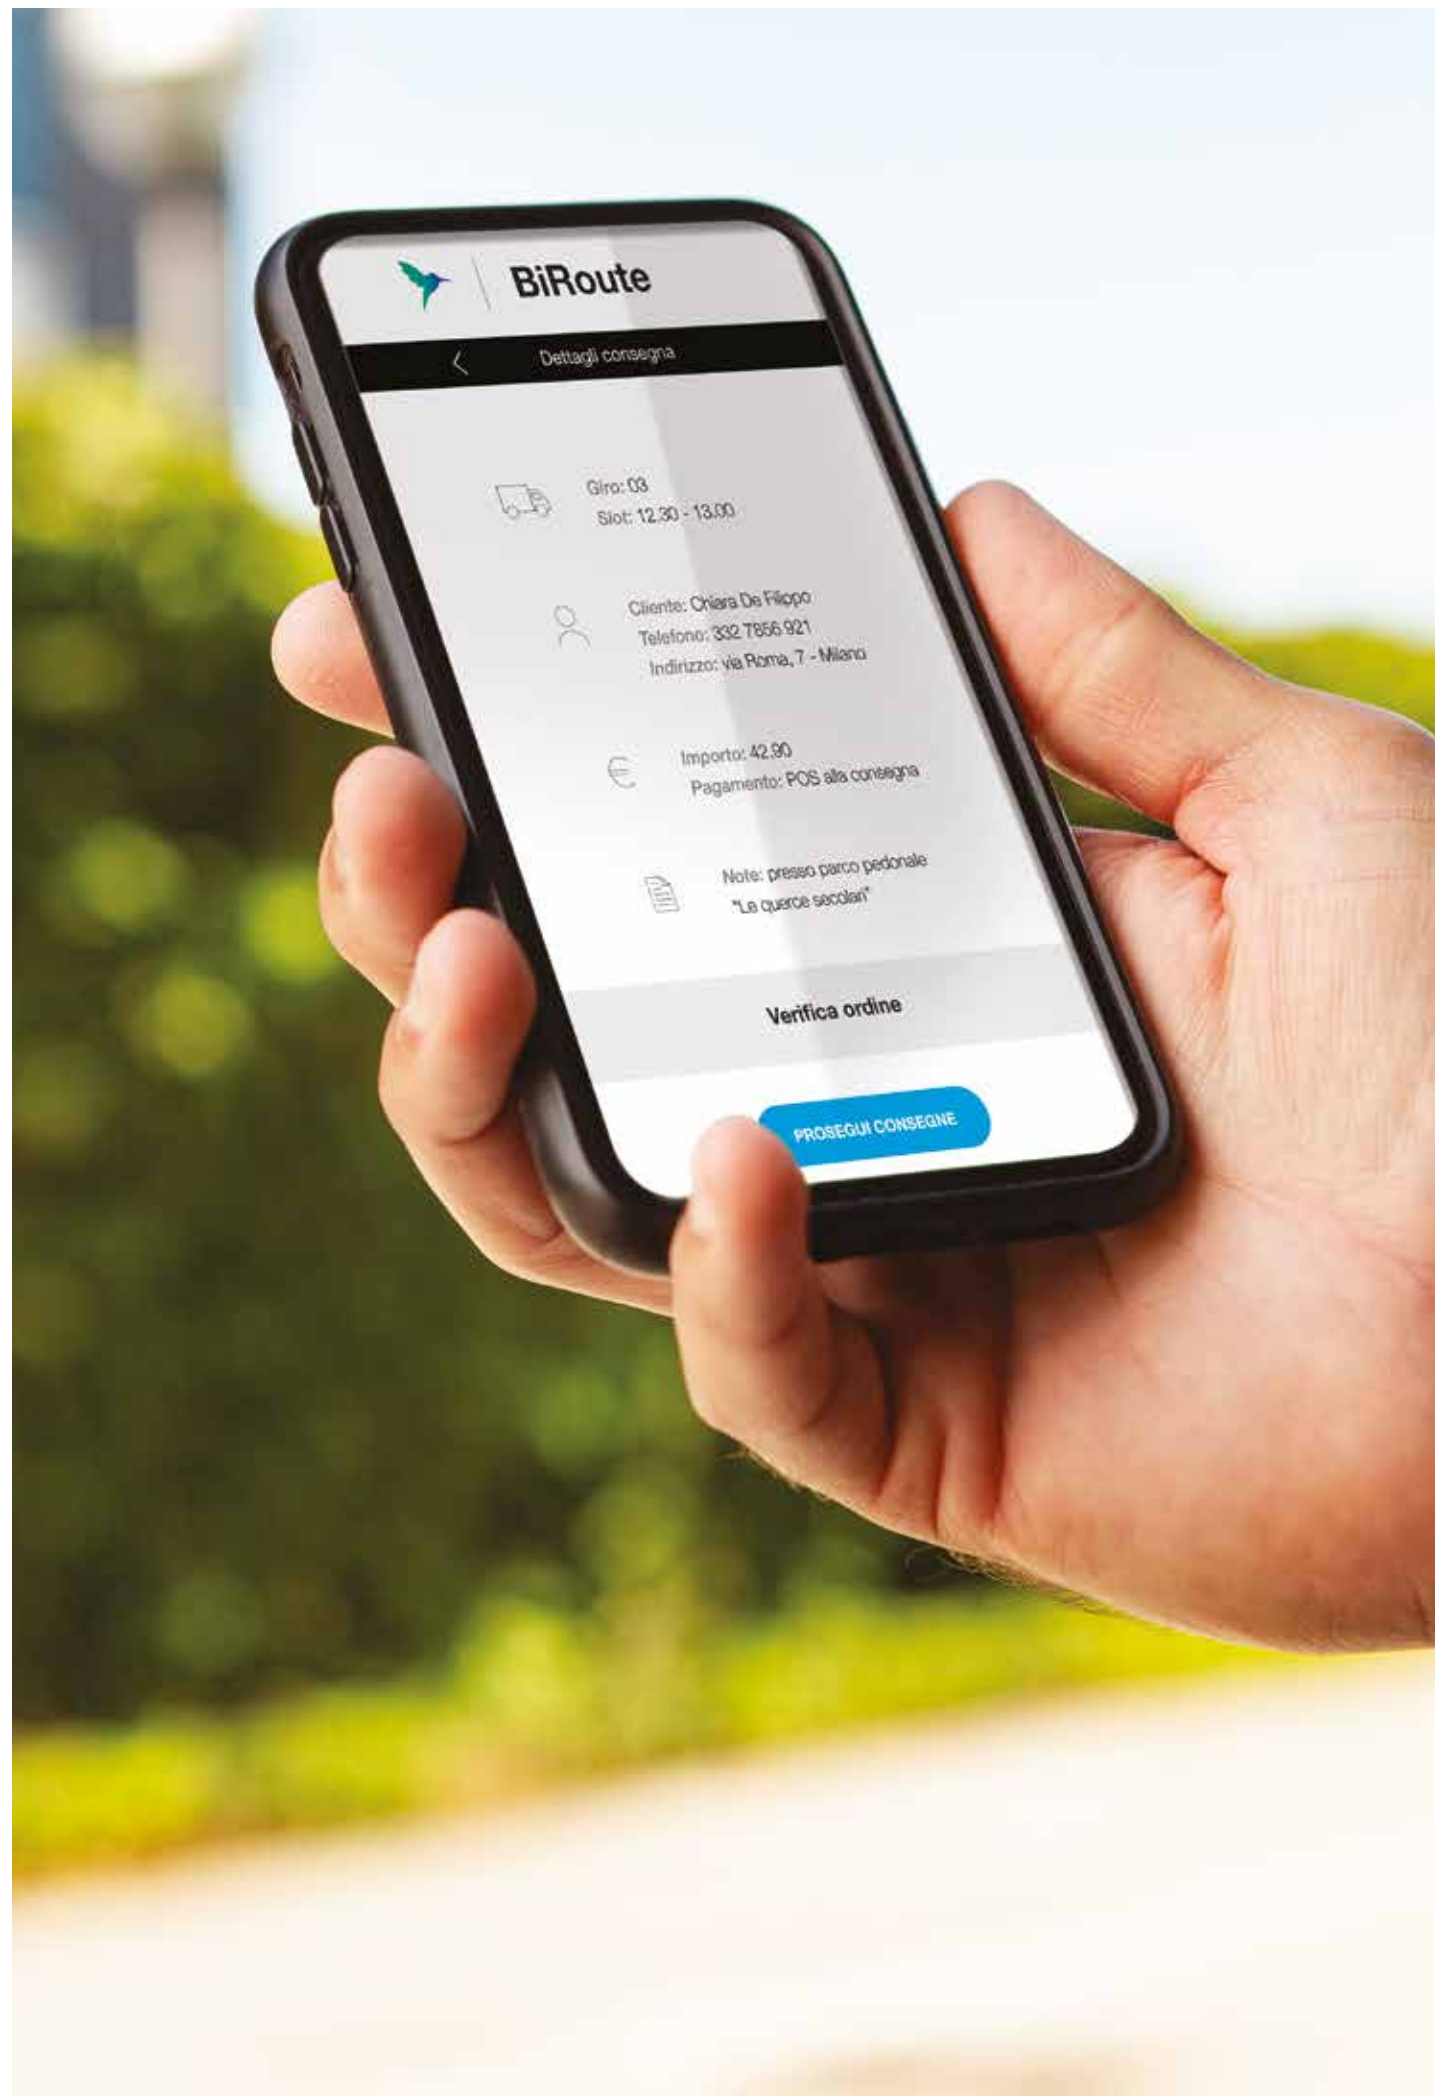 BiRoute
Dettagli consegna
Giro: 03
Slot: 12.30 - 13.00
Cliente: Chiara De Filippo
Telefono: 332 7856 921
Indirizzo: via Roma, 7 - Milano
Importo: 42.90
Pagamento: POS alla consegna
Note: presso parco pedonale
"Le querce secolari"
Verifica ordine
PROSEGUI CONSEGNE